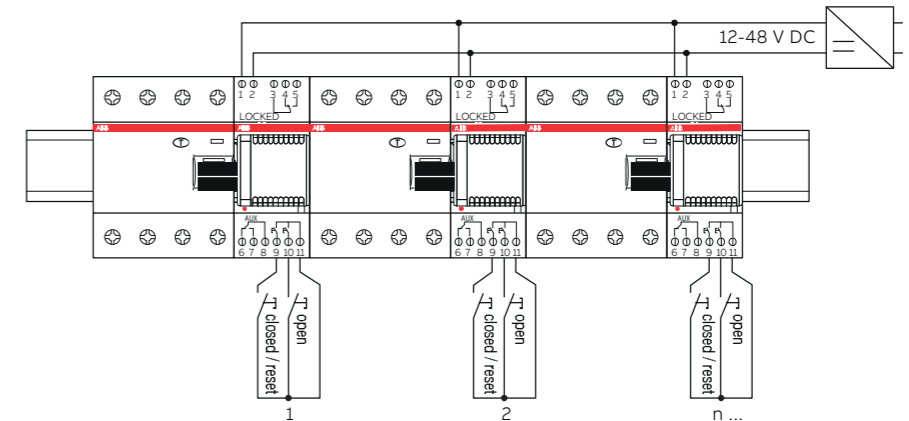 12-48 V DC
1 2 3 4 5
1 2 3 4 5
1 2 3 4 5
LOCKED
LOCKED
LOCKED
ABB
ABB
ABB
ABB
ABB
ABB
AUX
AUX
AUX
6 7 8 9 10 11
6 7 8 9 10 11
6 7 8 9 10 11
closed / reset
open
closed / reset
open
closed / reset
open
1
2
n ...